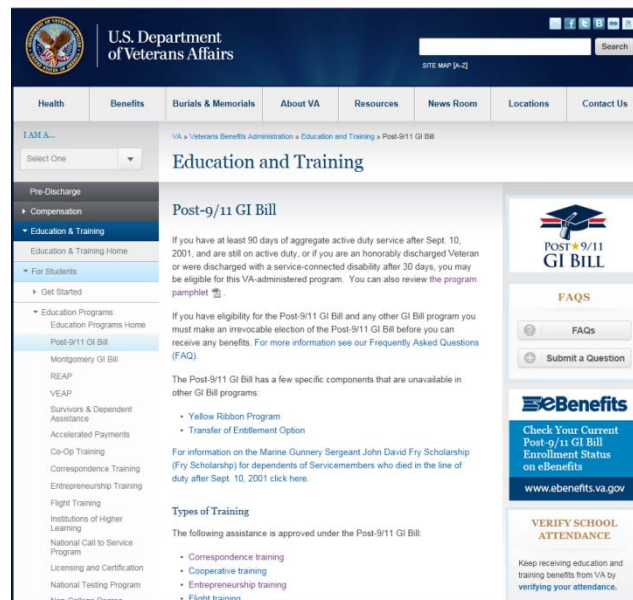 U.S. Department
of Veterans Affairs
Search
SITE MAP [A-Z]
Health
Benefits
Burials & Memorials
About VA
Resources
News Room
Locations
Contact Us
I AM A...
Select One
Pre-Discharge
Compensation
Education & Training
Education & Training Home
For Students
Get Started
Education Programs
Education Programs Home
Post-9/11 GI Bill
Montgomery GI Bill
REAP
VEAP
Survivors & Dependent
Assistance
Accelerated Payments
Co-Op Training
Correspondence Training
Entrepreneurship Training
Flight Training
Institutions of Higher
Learning
National Call to Service
Program
Licensing and Certification
National Testing Program
Non-College Degree
VA » Veterans Benefits Administration » Education and Training » Post-9/11 GI Bill
Education and Training
Post-9/11 GI Bill
If you have at least 90 days of aggregate active duty service after Sept. 10,
2001, and are still on active duty, or if you are an honorably discharged Veteran
or were discharged with a service-connected disability after 30 days, you may
be eligible for this VA-administered program. You can also review the program
pamphlet .
If you have eligibility for the Post-9/11 GI Bill and any other GI Bill program you
must make an irrevocable election of the Post-9/11 GI Bill before you can
receive any benefits. For more information see our Frequently Asked Questions
(FAQ).
The Post-9/11 GI Bill has a few specific components that are unavailable in
other GI Bill programs:
• Yellow Ribbon Program
• Transfer of Entitlement Option
For information on the Marine Gunnery Sergeant John David Fry Scholarship
(Fry Scholarship) for dependents of Servicemembers who died in the line of
duty after Sept. 10, 2001 click here.
Types of Training
The following assistance is approved under the Post-9/11 GI Bill:
• Correspondence training
• Cooperative training
• Entrepreneurship training
• Flight training
POST★9/11
GI BILL
FAQS
FAQs
Submit a Question
eBenefits
Check Your Current
Post-9/11 GI Bill
Enrollment Status
on eBenefits
www.ebenefits.va.gov
VERIFY SCHOOL
ATTENDANCE
Keep receiving education and
training benefits from VA by
verifying your attendance.